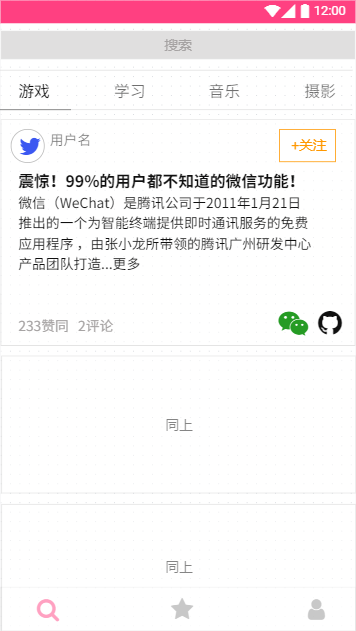 12:00
搜索
游戏 学习 音乐 摄影
用户名
+关注
震惊！99%的用户都不知道的微信功能！
微信（WeChat）是腾讯公司于2011年1月21日
推出的一个为智能终端提供即时通讯服务的免费
应用程序 ，由张小龙所带领的腾讯广州研发中心
产品团队打造...更多
233赞同 2评论
同上
同上